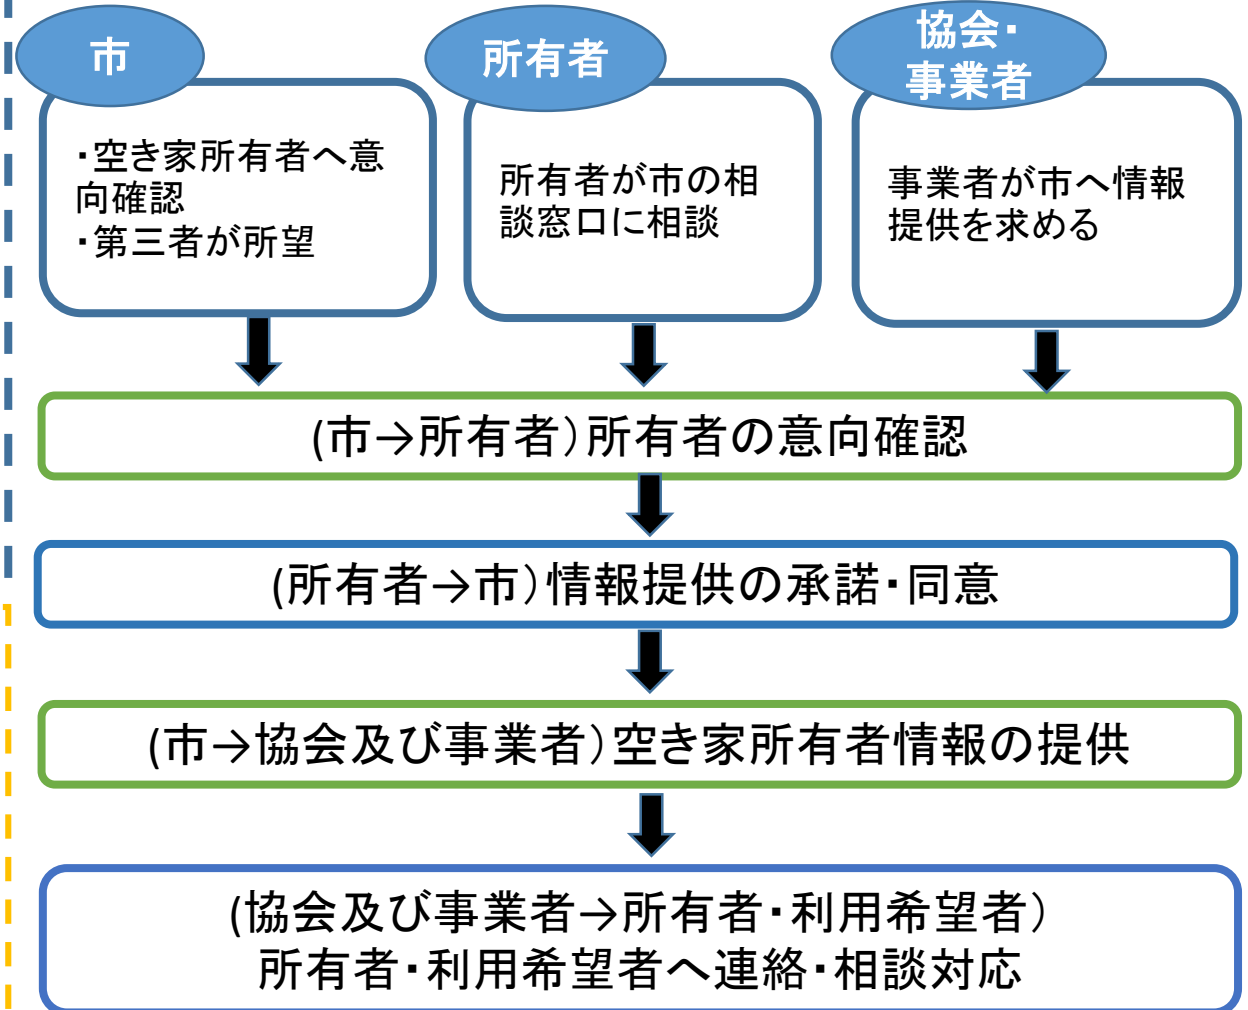 市
・空き家所有者へ意
向確認
・第三者が所望
所有者
所有者が市の相
談窓口に相談
協会・
事業者
事業者が市へ情報
提供を求める
(市→所有者)所有者の意向確認
(所有者→市)情報提供の承諾・同意
(市→協会及び事業者)空き家所有者情報の提供
(協会及び事業者→所有者・利用希望者)
所有者・利用希望者へ連絡・相談対応